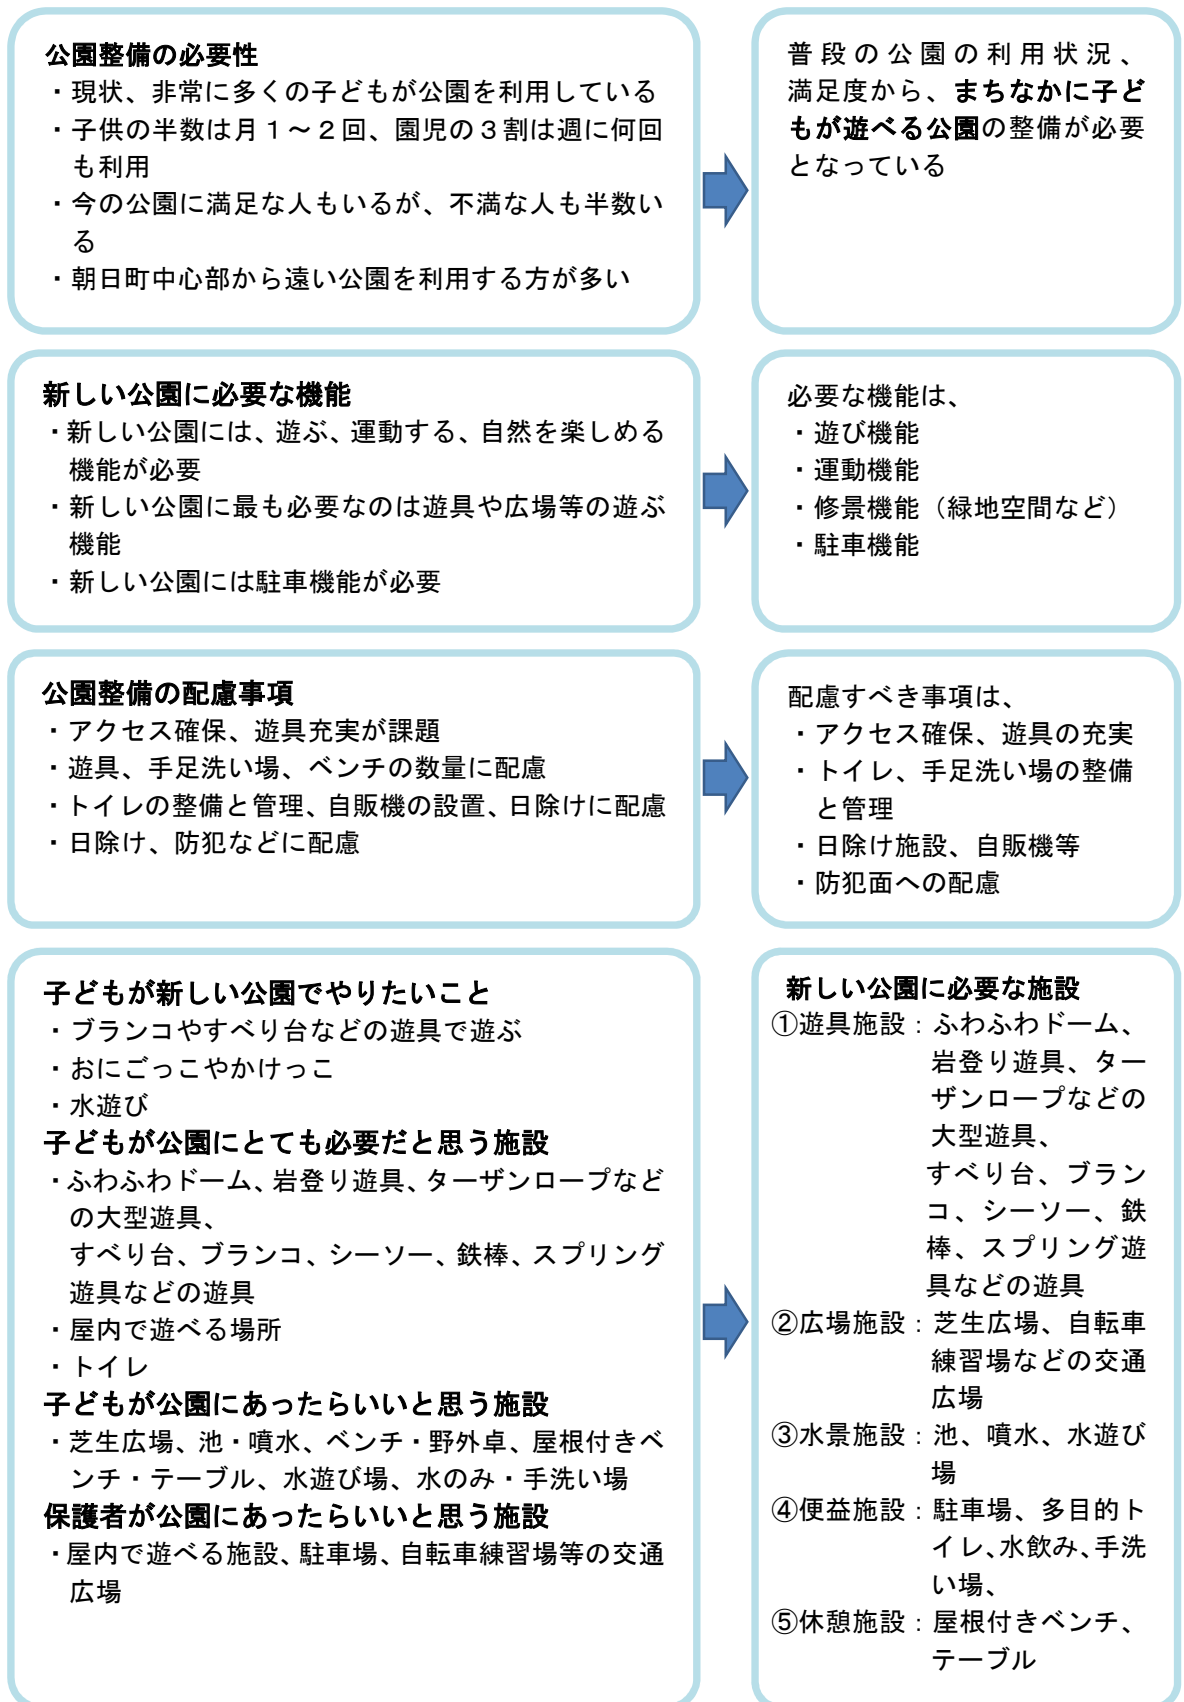 公園整備の必要性
・現状、非常に多くの子どもが公園を利用している
・子供の半数は月１～２回、園児の３割は週に何回
も利用
・今の公園に満足な人もいるが、不満な人も半数い
る
・朝日町中心部から遠い公園を利用する方が多い
普段の公園の利用状況、
満足度から、まちなかに子ど
もが遊べる公園の整備が必要
となっている
新しい公園に必要な機能
・新しい公園には、遊ぶ、運動する、自然を楽しめる
機能が必要
・新しい公園に最も必要なのは遊具や広場等の遊ぶ
機能
・新しい公園には駐車機能が必要
必要な機能は、
・遊び機能
・運動機能
・修景機能（緑地空間など）
・駐車機能
公園整備の配慮事項
・アクセス確保、遊具充実が課題
・遊具、手足洗い場、ベンチの数量に配慮
・トイレの整備と管理、自販機の設置、日除けに配慮
・日除け、防犯などに配慮
配慮すべき事項は、
・アクセス確保、遊具の充実
・トイレ、手足洗い場の整備
と管理
・日除け施設、自販機等
・防犯面への配慮
子どもが新しい公園でやりたいこと
・ブランコやすべり台などの遊具で遊ぶ
・おにごっこやかけっこ
・水遊び
子どもが公園にとても必要だと思う施設
・ふわふわドーム、岩登り遊具、ターザンロープなど
の大型遊具、
すべり台、ブランコ、シーソー、鉄棒、スプリング
遊具などの遊具
・屋内で遊べる場所
・トイレ
子どもが公園にあったらいいと思う施設
・芝生広場、池・噴水、ベンチ・野外卓、屋根付きベ
ンチ・テーブル、水遊び場、水のみ・手洗い場
保護者が公園にあったらいいと思う施設
・屋内で遊べる施設、駐車場、自転車練習場等の交通
広場
新しい公園に必要な施設
①遊具施設：ふわふわドーム、
岩登り遊具、ター
ザンロープなどの
大型遊具、
すべり台、ブラン
コ、シーソー、鉄
棒、スプリング遊
具などの遊具
②広場施設：芝生広場、自転車
練習場などの交通
広場
③水景施設：池、噴水、水遊び
場
④便益施設：駐車場、多目的ト
イレ、水飲み、手洗
い場、
⑤休憩施設：屋根付きベンチ、
テーブル